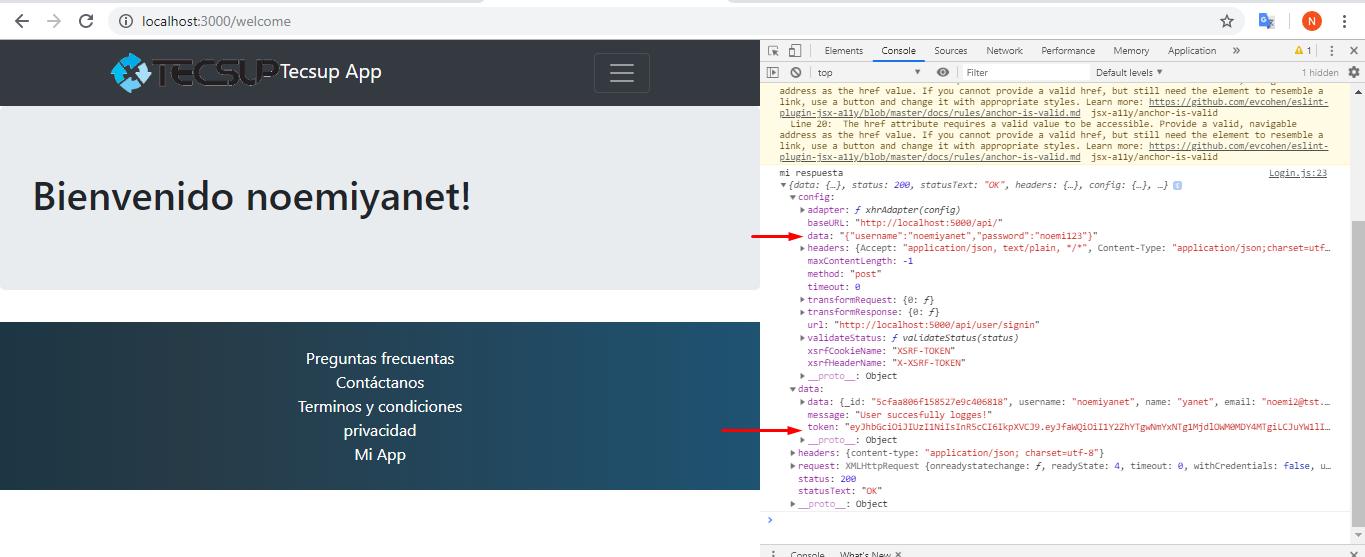 localhost:3000/welcome
N
TECSUP - Tecsup App
Bienvenido noemiyanet!
Preguntas frecuentas
Contáctanos
Terminos y condiciones
privacidad
Mi App
Elements Console Sources Network Performance Memory Application » 1
top Filter Default levels 1 hidden
address as the href value. If you cannot provide a valid href, but still need the element to resemble a
link, use a button and change it with appropriate styles. Learn more: https://github.com/evcohen/eslint-
plugin-jsx-a11y/blob/master/docs/rules/anchor-is-valid.md jsx-a11y/anchor-is-valid
Line 20: The href attribute requires a valid value to be accessible. Provide a valid, navigable
address as the href value. If you cannot provide a valid href, but still need the element to resemble a
link, use a button and change it with appropriate styles. Learn more: https://github.com/evcohen/eslint-
plugin-jsx-a11y/blob/master/docs/rules/anchor-is-valid.md jsx-a11y/anchor-is-valid
mi respuesta Login.js:23
{data: {…}, status: 200, statusText: "OK", headers: {…}, config: {…}, …}
config:
adapter: ƒ xhrAdapter(config)
baseURL: "http://localhost:5000/api/"
data: "{"username":"noemiyanet","password":"noemi123"}"
headers: {Accept: "application/json, text/plain, */*", Content-Type: "application/json;charset=utf…
maxContentLength: -1
method: "post"
timeout: 0
transformRequest: {0: ƒ}
transformResponse: {0: ƒ}
url: "http://localhost:5000/api/user/signin"
validateStatus: ƒ validateStatus(status)
xsrfCookieName: "XSRF-TOKEN"
xsrfHeaderName: "X-XSRF-TOKEN"
__proto__: Object
data:
data: {_id: "5cfaa806f158527e9c406818", username: "noemiyanet", name: "yanet", email: "noemi2@tst.…
message: "User succesfully logges!"
token: "eyJhbGciOiJIUzI1NiIsInR5cCI6IkpXVCJ9.eyJfaWQiOiI1Y2ZhYTgwNmYxNTg1MjdlOWM0MDY4MTgiLCJuYW1lI…
__proto__: Object
headers: {content-type: "application/json; charset=utf-8"}
request: XMLHttpRequest {onreadystatechange: ƒ, readyState: 4, timeout: 0, withCredentials: false, u…
status: 200
statusText: "OK"
__proto__: Object
Console What's New